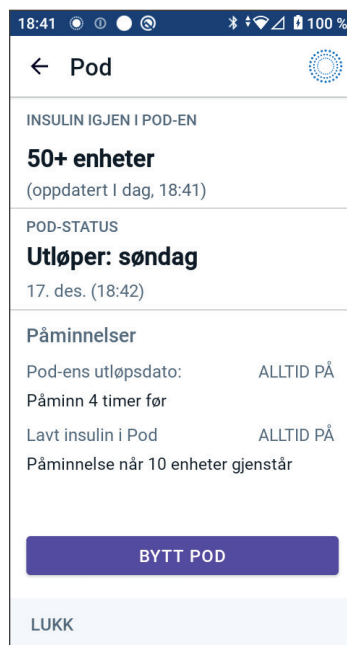 18:41 100 %
Pod
INSULIN IGJEN I POD-EN
50+ enheter
(oppdatert I dag, 18:41)
POD-STATUS
Utløper: søndag
17. des. (18:42)
Påminnelser
Pod-ens utløpsdato: ALLTID PÅ
Påminn 4 timer før
Lavt insulin i Pod ALLTID PÅ
Påminnelse når 10 enheter gjenstår
BYTT POD
LUKK